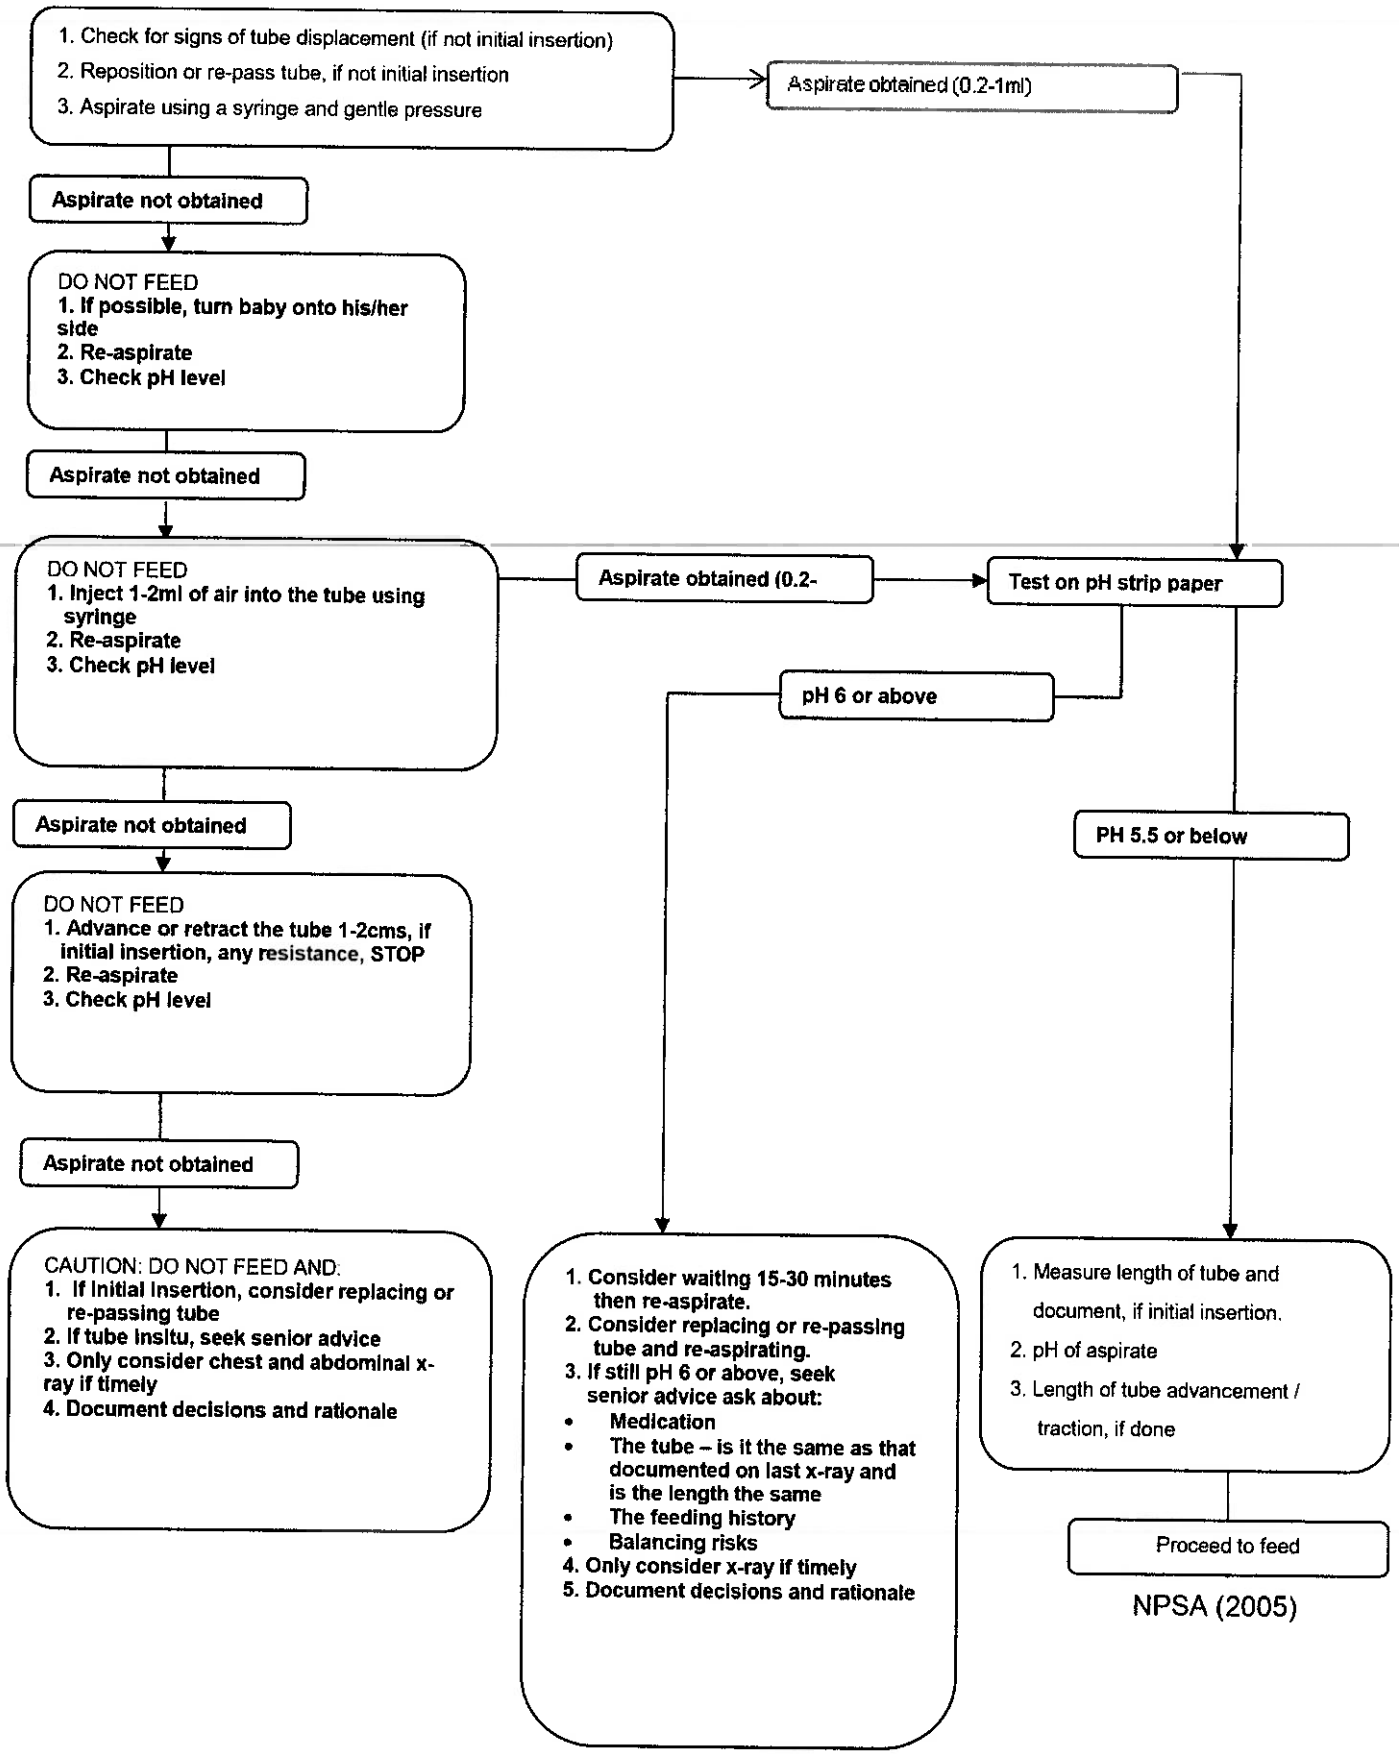 1. Check for signs of tube displacement (if not initial insertion)
2. Reposition or re-pass tube, if not initial insertion
3. Aspirate using a syringe and gentle pressure
Aspirate obtained (0.2-1ml)
Aspirate not obtained
DO NOT FEED
1. If possible, turn baby onto his/her
side
2. Re-aspirate
3. Check pH level
Aspirate not obtained
DO NOT FEED
1. Inject 1-2ml of air into the tube using
syringe
2. Re-aspirate
3. Check pH level
Aspirate obtained (0.2-
Test on pH strip paper
pH 6 or above
PH 5.5 or below
Aspirate not obtained
DO NOT FEED
1. Advance or retract the tube 1-2cms, if
initial insertion, any resistance, STOP
2. Re-aspirate
3. Check pH level
Aspirate not obtained
CAUTION: DO NOT FEED AND:
1. If Initial Insertion, consider replacing or
re-passing tube
2. If tube insitu, seek senior advice
3. Only consider chest and abdominal x-
ray if timely
4. Document decisions and rationale
1. Consider waiting 15-30 minutes
then re-aspirate.
2. Consider replacing or re-passing
tube and re-aspirating.
3. If still pH 6 or above, seek
senior advice ask about:
• Medication
• The tube – is it the same as that
documented on last x-ray and
is the length the same
• The feeding history
• Balancing risks
4. Only consider x-ray if timely
5. Document decisions and rationale
1. Measure length of tube and
document, if initial insertion.
2. pH of aspirate
3. Length of tube advancement /
traction, if done
Proceed to feed
NPSA (2005)